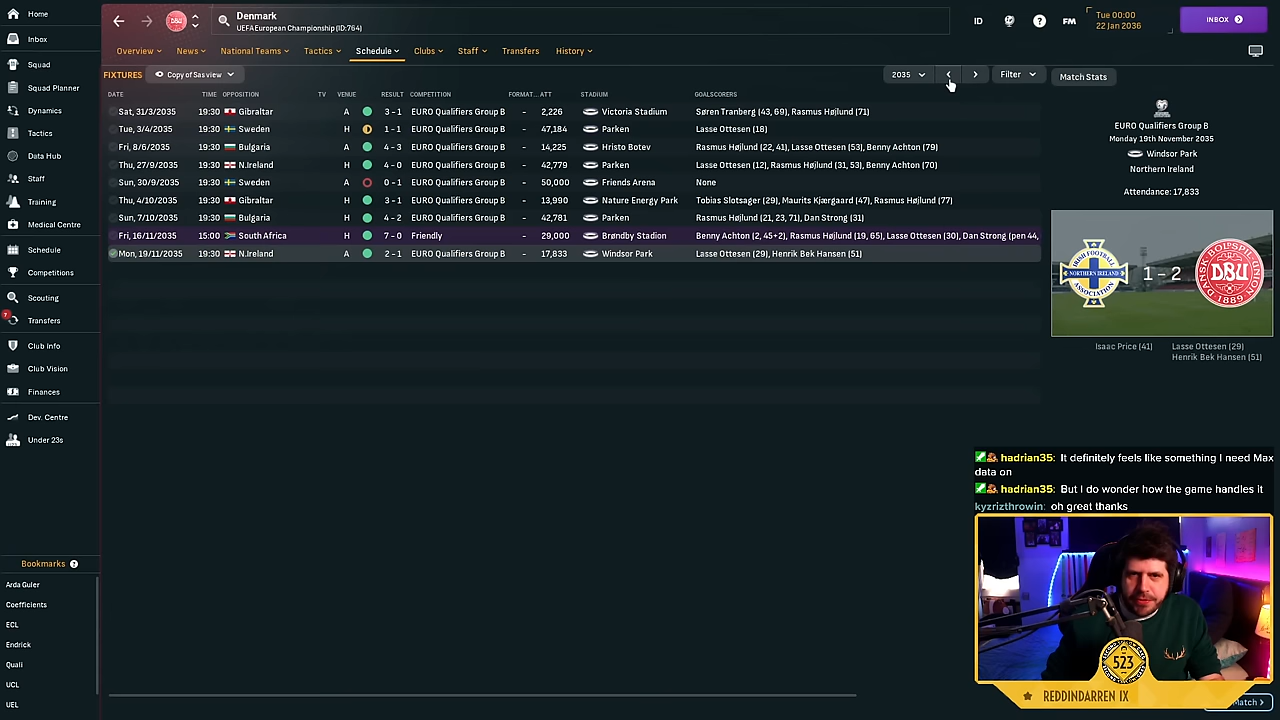 Home
Inbox
Squad
Squad Planner
Dynamics
Tactics
Data Hub
Staff
Training
Medical Centre
Schedule
Competitions
Scouting
7
Transfers
Club Info
Club Vision
Finances
Dev. Centre
Under 23s
Bookmarks ?
Arda Guler
Coefficients
ECL
Endrick
Quali
UCL
UEL
Denmark
UEFA European Championship (ID:764)
ID ? FM
Tue 00:00
22 Jan 2036
INBOX
Overview News National Teams Tactics Schedule Clubs Staff Transfers History
FIXTURES Copy of Sas view 2035 Filter Match Stats
DATE TIME OPPOSITION TV VENUE RESULT COMPETITION FORMAT... ATT STADIUM GOALSCORERS
Sat, 31/3/2035 19:30 Gibraltar A 3 - 1 EURO Qualifiers Group B - 2,226 Victoria Stadium Søren Tranberg (43, 69), Rasmus Højlund (71)
Tue, 3/4/2035 19:30 Sweden H 1 - 1 EURO Qualifiers Group B - 47,184 Parken Lasse Ottesen (18)
Fri, 8/6/2035 19:30 Bulgaria A 4 - 3 EURO Qualifiers Group B - 14,225 Hristo Botev Rasmus Højlund (22, 41), Lasse Ottesen (53), Benny Achton (79)
Thu, 27/9/2035 19:30 N.Ireland H 4 - 0 EURO Qualifiers Group B - 42,779 Parken Lasse Ottesen (12), Rasmus Højlund (31, 53), Benny Achton (70)
Sun, 30/9/2035 19:30 Sweden A 0 - 1 EURO Qualifiers Group B - 50,000 Friends Arena None
Thu, 4/10/2035 19:30 Gibraltar H 3 - 1 EURO Qualifiers Group B - 13,990 Nature Energy Park Tobias Slotsager (29), Maurits Kjærgaard (47), Rasmus Højlund (77)
Sun, 7/10/2035 19:30 Bulgaria H 4 - 2 EURO Qualifiers Group B - 42,781 Parken Rasmus Højlund (21, 23, 71), Dan Strong (31)
Fri, 16/11/2035 15:00 South Africa H 7 - 0 Friendly - 29,000 Brøndby Stadion Benny Achton (2, 45+2), Rasmus Højlund (19, 65), Lasse Ottesen (30), Dan Strong (pen 44,
Mon, 19/11/2035 19:30 N.Ireland A 2 - 1 EURO Qualifiers Group B - 17,833 Windsor Park Lasse Ottesen (29), Henrik Bek Hansen (51)
EURO Qualifiers Group B
Monday 19th November 2035
Windsor Park
Northern Ireland
Attendance: 17,833
IRISH FOOTBALL
NORTHERN IRELAND
ASSOCIATION
1 - 2
DANSK BOLDSPIL UNION
DBU
1889
Isaac Price (41) Lasse Ottesen (29)
Henrik Bek Hansen (51)
hadrian35: It definitely feels like something I need Max
data on
hadrian35: But I do wonder how the game handles it
kyzrizthrowin: oh great thanks
523
REDDINDARREN IX
Match